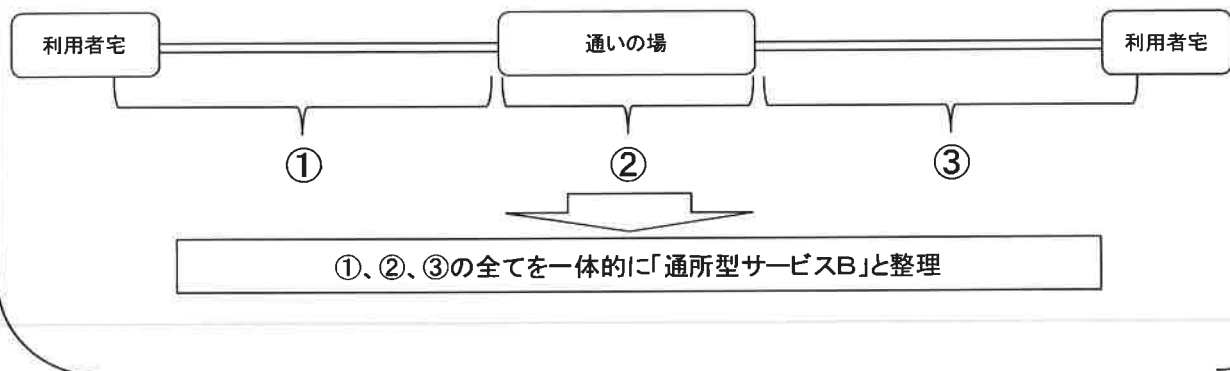 利用者宅
通いの場
利用者宅
①
②
③
①、②、③の全てを一体的に「通所型サービスB」と整理